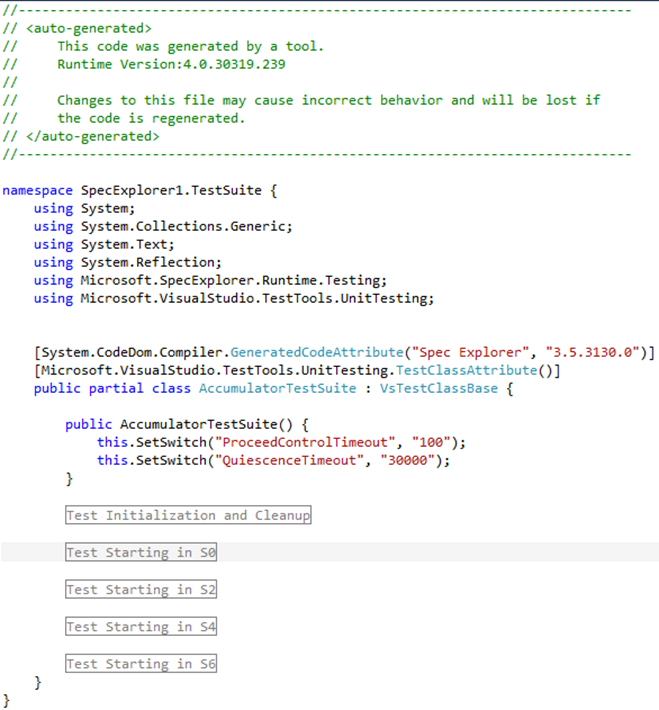 //------------------------------------------------------------------------------
// <auto-generated>
//     This code was generated by a tool.
//     Runtime Version:4.0.30319.239
//
//     Changes to this file may cause incorrect behavior and will be lost if
//     the code is regenerated.
// </auto-generated>
//------------------------------------------------------------------------------
namespace SpecExplorer1.TestSuite {
    using System;
    using System.Collections.Generic;
    using System.Text;
    using System.Reflection;
    using Microsoft.SpecExplorer.Runtime.Testing;
    using Microsoft.VisualStudio.TestTools.UnitTesting;
    [System.CodeDom.Compiler.GeneratedCodeAttribute("Spec Explorer", "3.5.3130.0")]
    [Microsoft.VisualStudio.TestTools.UnitTesting.TestClassAttribute()]
    public partial class AccumulatorTestSuite : VsTestClassBase {
        public AccumulatorTestSuite() {
            this.SetSwitch("ProceedControlTimeout", "100");
            this.SetSwitch("QuiescenceTimeout", "30000");
        }
        Test Initialization and Cleanup
        Test Starting in S0
        Test Starting in S2
        Test Starting in S4
        Test Starting in S6
    }
}